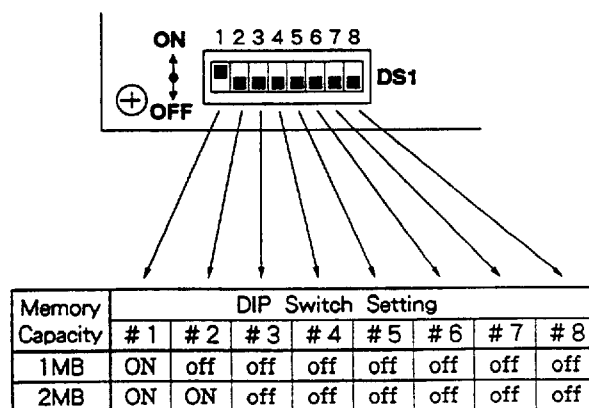 ON 1 2 3 4 5 6 7 8
DS1
OFF
Memory Capacity DIP Switch Setting
#1 #2 #3 #4 #5 #6 #7 #8
1MB ON off off off off off off off
2MB ON ON off off off off off off